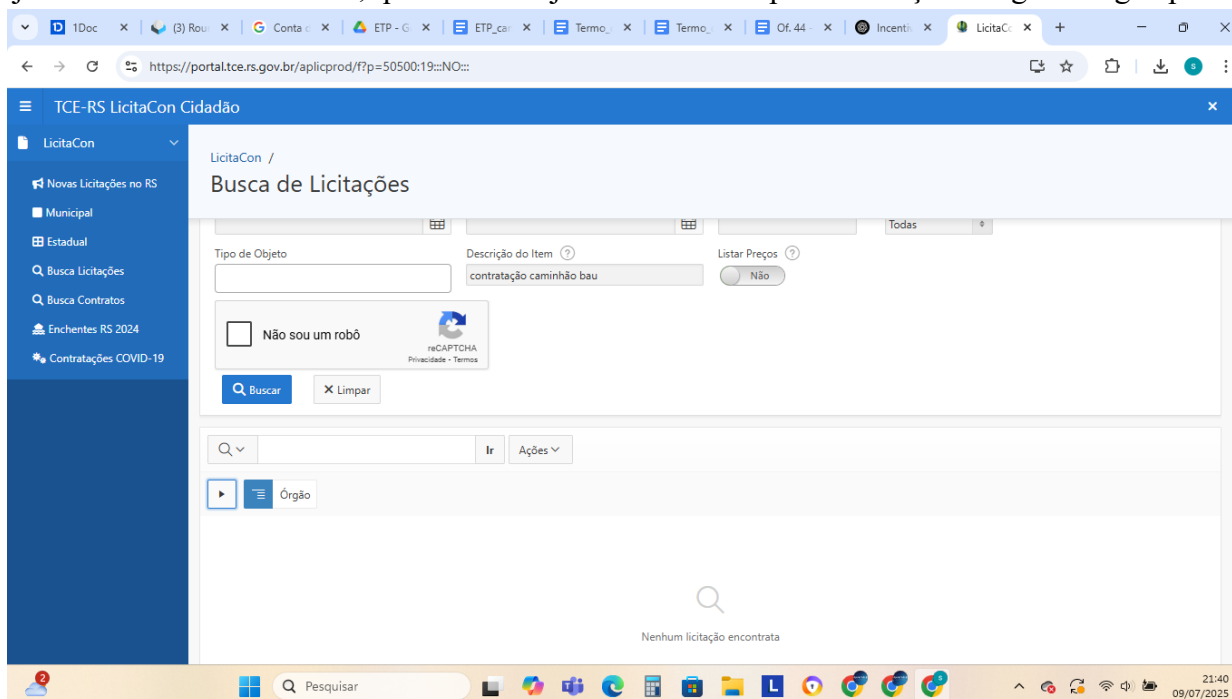 1Doc
(3) Rou
Conta c
ETP - G
ETP_car
Termo_
Termo_
Of. 44 -
Incentiv
LicitaCo
https://portal.tce.rs.gov.br/aplicprod/f?p=50500:19:::NO:::
s
TCE-RS LicitaCon Cidadão
LicitaCon
Novas Licitações no RS
Municipal
Estadual
Busca Licitações
Busca Contratos
Enchentes RS 2024
Contratações COVID-19
LicitaCon /
Busca de Licitações
Todas
Tipo de Objeto
Descrição do Item ?
Listar Preços ?
contratação caminhão bau
Não
Não sou um robô
reCAPTCHA
Privacidade - Termos
Buscar
Limpar
Ir
Ações
Órgão
Nenhum licitação encontrata
2
Pesquisar
L
21:40
09/07/2025